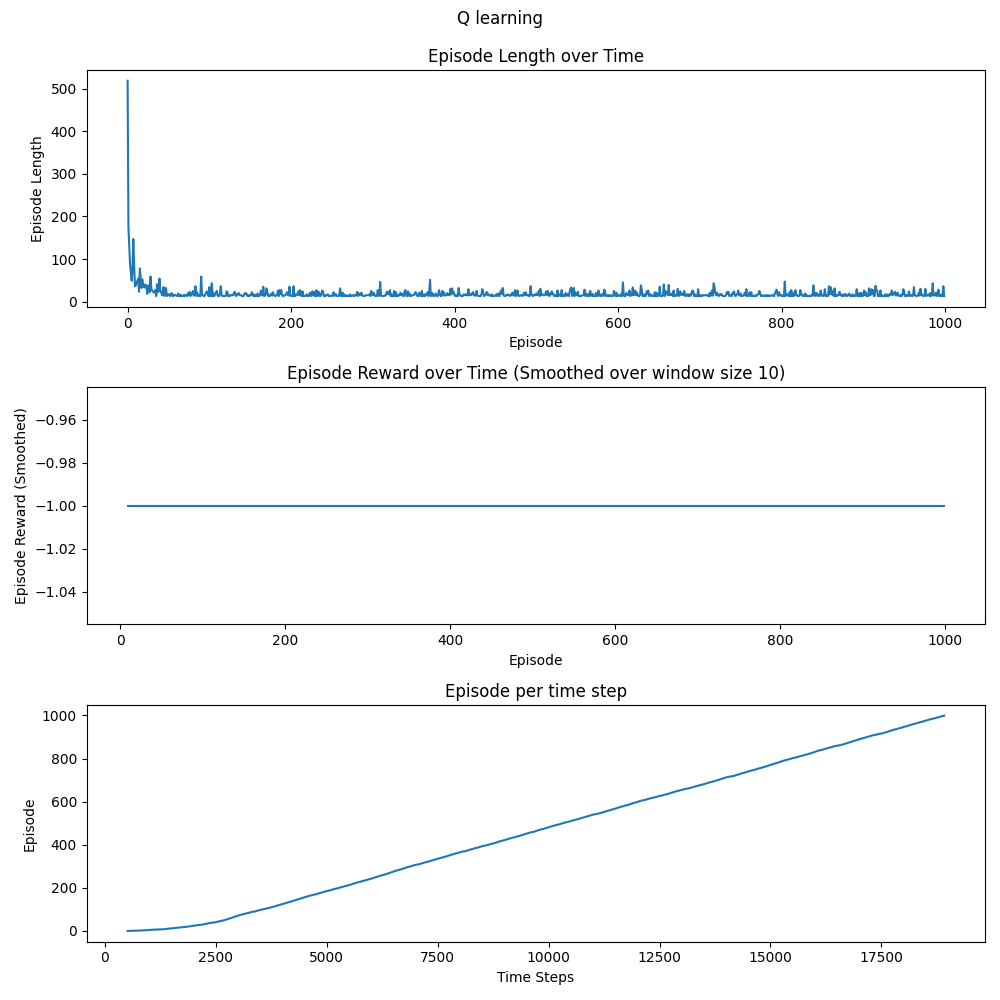 Q learning
Episode Length over Time
500
400
300
200
100
0
Episode Length
0 200 400 600 800 1000
Episode
Episode Reward over Time (Smoothed over window size 10)
−0.96
−0.98
−1.00
−1.02
−1.04
Episode Reward (Smoothed)
0 200 400 600 800 1000
Episode
Episode per time step
1000
800
600
400
200
0
Episode
0 2500 5000 7500 10000 12500 15000 17500
Time Steps